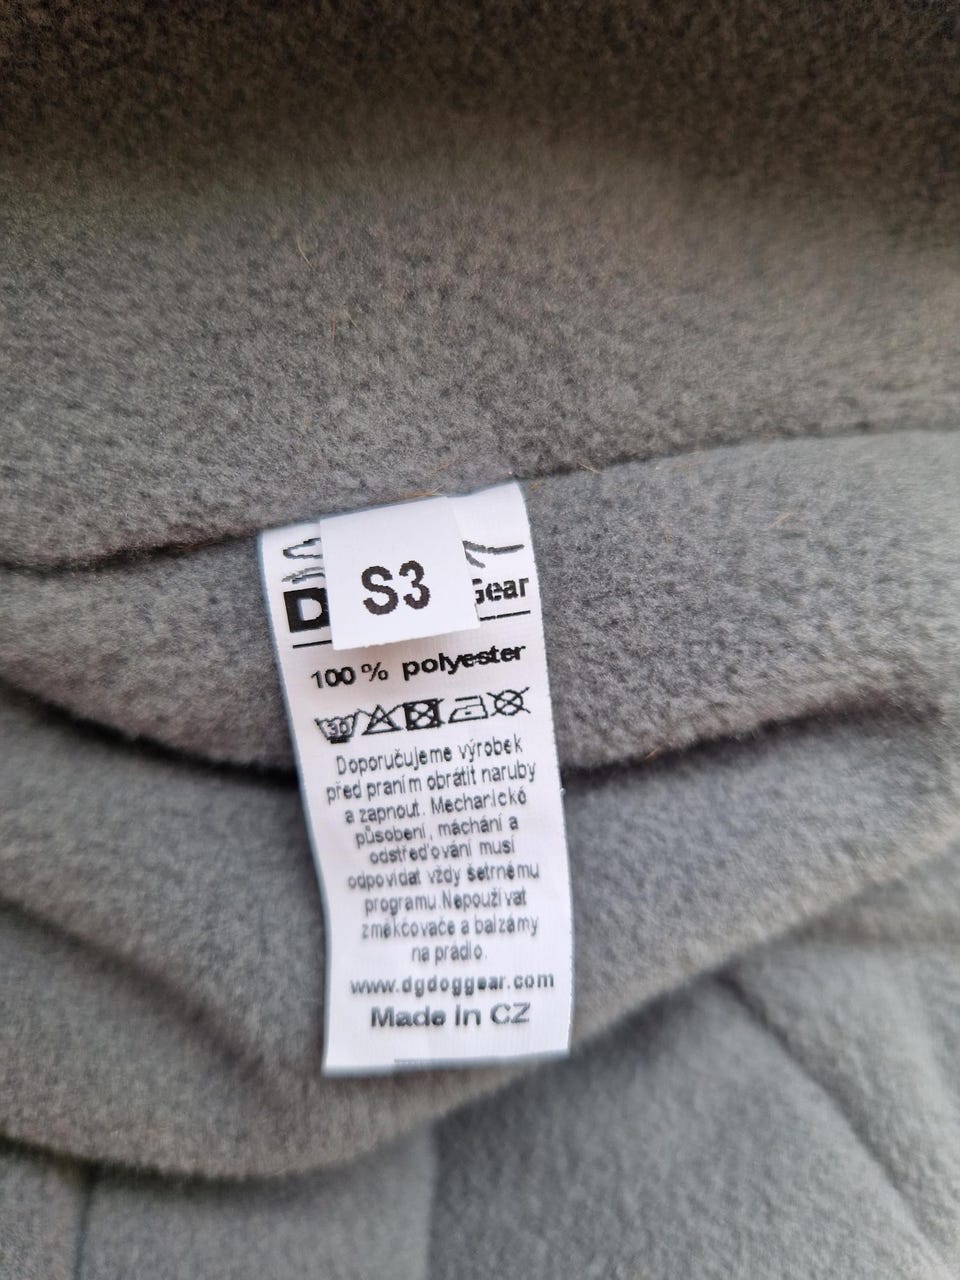 S3
D Gear
100 % polyester
30
Doporučujeme výrobek
před praním obrátit naruby
a zapnout. Mechanické
působení, máchání a
odstřeďování musí
odpovídat vždy šetrnému
programu.Nepoužívat
změkčovače a balzámy
na prádlo.
www.dgdoggear.com
Made in CZ